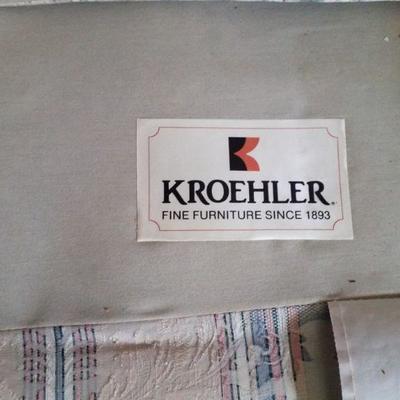 KROEHLER®
FINE FURNITURE SINCE 1893